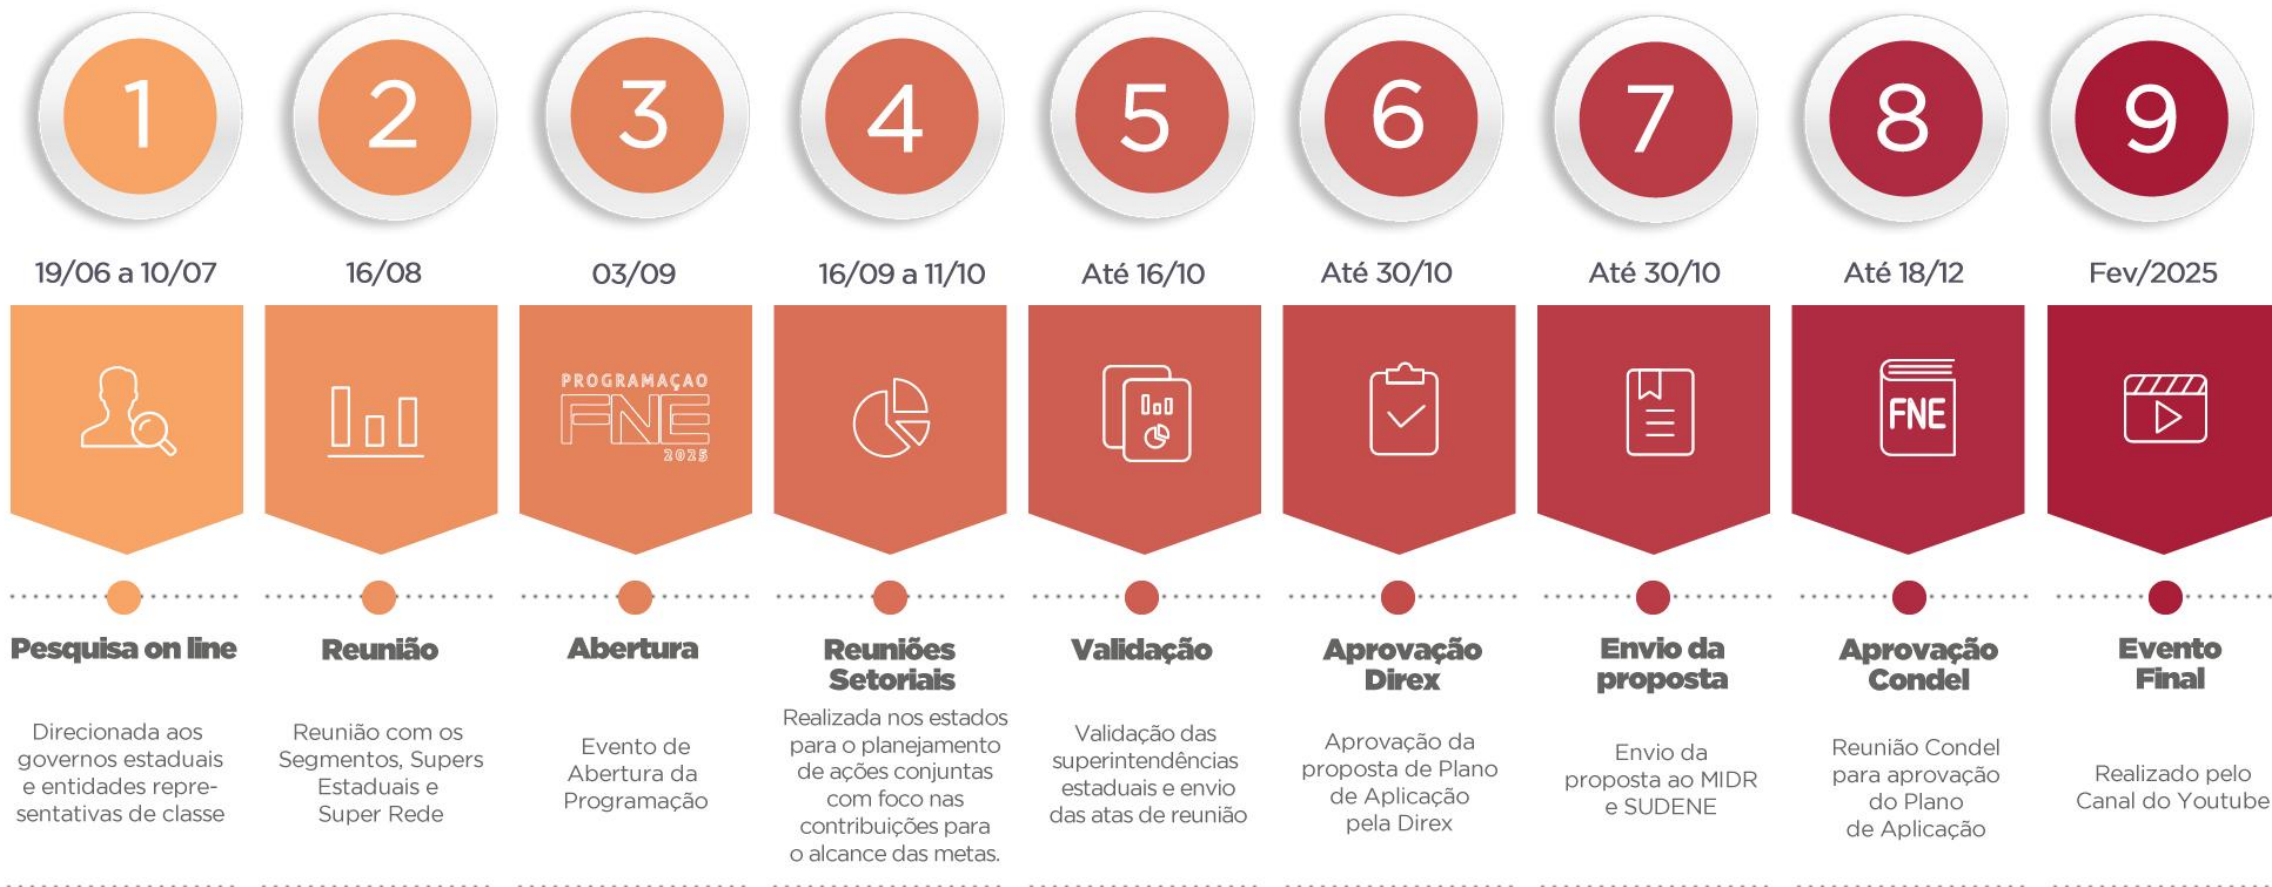 1
2
3
4
5
6
7
8
9
19/06 a 10/07
16/08
03/09
16/09 a 11/10
Até 16/10
Até 30/10
Até 30/10
Até 18/12
Fev/2025
PROGRAMAÇAO
FNE
2025
FNE
Pesquisa on line
Direcionada aos
governos estaduais
e entidades repre-
sentativas de classe
Reunião
Reunião com os
Segmentos, Supers
Estaduais e
Super Rede
Abertura
Evento de
Abertura da
Programação
Reuniões
Setoriais
Realizada nos estados
para o planejamento
de ações conjuntas
com foco nas
contribuições para
o alcance das metas.
Validação
Validação das
superintendências
estaduais e envio
das atas de reunião
Aprovação
Direx
Aprovação da
proposta de Plano
de Aplicação
pela Direx
Envio da
proposta
Envio da
proposta ao MIDR
e SUDENE
Aprovação
Condel
Reunião Condel
para aprovação
do Plano
de Aplicação
Evento
Final
Realizado pelo
Canal do Youtube